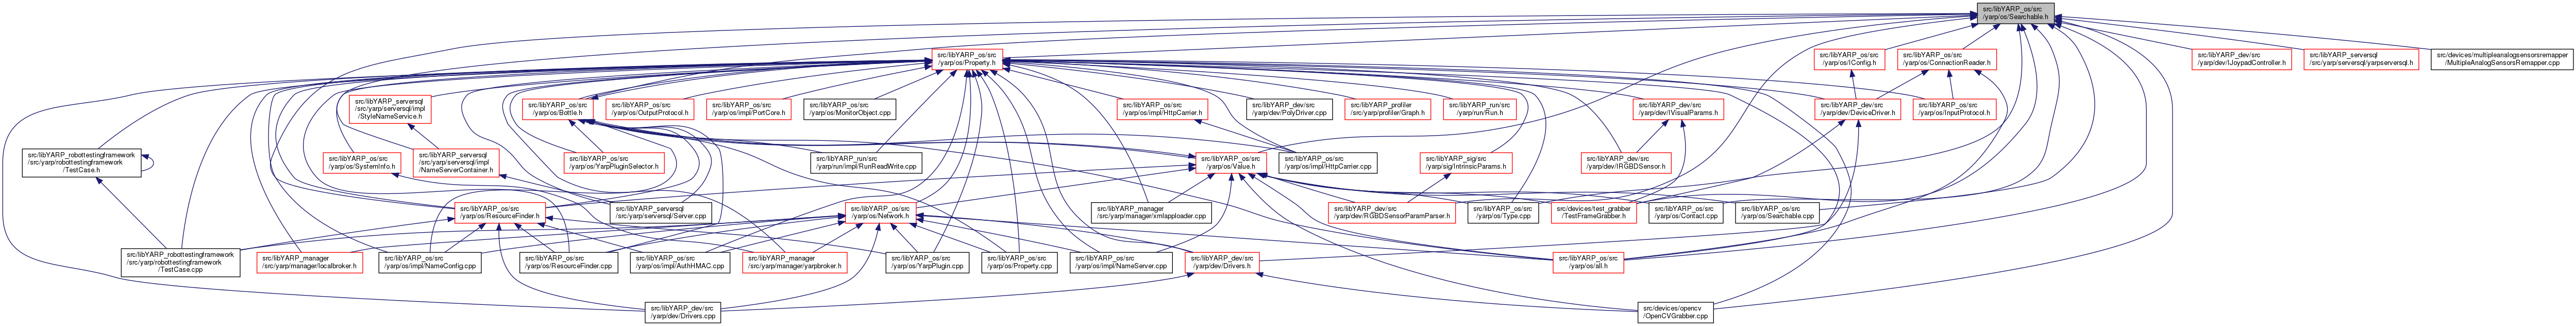 src/libYARP_os/src
/yarp/os/Searchable.h
src/libYARP_os/src
/yarp/os/Property.h
src/libYARP_os/src
/yarp/os/IConfig.h
src/libYARP_os/src
/yarp/os/ConnectionReader.h
src/libYARP_dev/src
/yarp/dev/IJoypadController.h
src/libYARP_serversql
/src/yarp/serversql/yarpserversql.h
src/devices/multipleanalogsensorsremapper
/MultipleAnalogSensorsRemapper.cpp
src/libYARP_serversql
/src/yarp/serversql/impl
/StyleNameService.h
src/libYARP_os/src
/yarp/os/Bottle.h
src/libYARP_os/src
/yarp/os/OutputProtocol.h
src/libYARP_os/src
/yarp/os/impl/PortCore.h
src/libYARP_os/src
/yarp/os/MonitorObject.cpp
src/libYARP_os/src
/yarp/os/impl/HttpCarrier.h
src/libYARP_dev/src
/yarp/dev/PolyDriver.cpp
src/libYARP_profiler
/src/yarp/profiler/Graph.h
src/libYARP_run/src
/yarp/run/Run.h
src/libYARP_dev/src
/yarp/dev/IVisualParams.h
src/libYARP_dev/src
/yarp/dev/DeviceDriver.h
src/libYARP_os/src
/yarp/os/InputProtocol.h
src/libYARP_robottestingframework
/src/yarp/robottestingframework
/TestCase.h
src/libYARP_os/src
/yarp/os/SystemInfo.h
src/libYARP_serversql
/src/yarp/serversql/impl
/NameServerContainer.h
src/libYARP_os/src
/yarp/os/YarpPluginSelector.h
src/libYARP_run/src
/yarp/run/impl/RunReadWrite.cpp
src/libYARP_os/src
/yarp/os/Value.h
src/libYARP_os/src
/yarp/os/impl/HttpCarrier.cpp
src/libYARP_sig/src
/yarp/sig/IntrinsicParams.h
src/libYARP_dev/src
/yarp/dev/IRGBDSensor.h
src/libYARP_os/src
/yarp/os/ResourceFinder.h
src/libYARP_serversql
/src/yarp/serversql/Server.cpp
src/libYARP_os/src
/yarp/os/Network.h
src/libYARP_manager
/src/yarp/manager/xmlapploader.cpp
src/libYARP_dev/src
/yarp/dev/RGBDSensorParamParser.h
src/libYARP_os/src
/yarp/os/Type.cpp
src/devices/test_grabber
/TestFrameGrabber.h
src/libYARP_os/src
/yarp/os/Contact.cpp
src/libYARP_os/src
/yarp/os/Searchable.cpp
src/libYARP_robottestingframework
/src/yarp/robottestingframework
/TestCase.cpp
src/libYARP_manager
/src/yarp/manager/localbroker.h
src/libYARP_os/src
/yarp/os/impl/NameConfig.cpp
src/libYARP_os/src
/yarp/os/ResourceFinder.cpp
src/libYARP_os/src
/yarp/os/impl/AuthHMAC.cpp
src/libYARP_manager
/src/yarp/manager/yarpbroker.h
src/libYARP_os/src
/yarp/os/YarpPlugin.cpp
src/libYARP_os/src
/yarp/os/Property.cpp
src/libYARP_os/src
/yarp/os/impl/NameServer.cpp
src/libYARP_dev/src
/yarp/dev/Drivers.h
src/libYARP_os/src
/yarp/os/all.h
src/libYARP_dev/src
/yarp/dev/Drivers.cpp
src/devices/opencv
/OpenCVGrabber.cpp